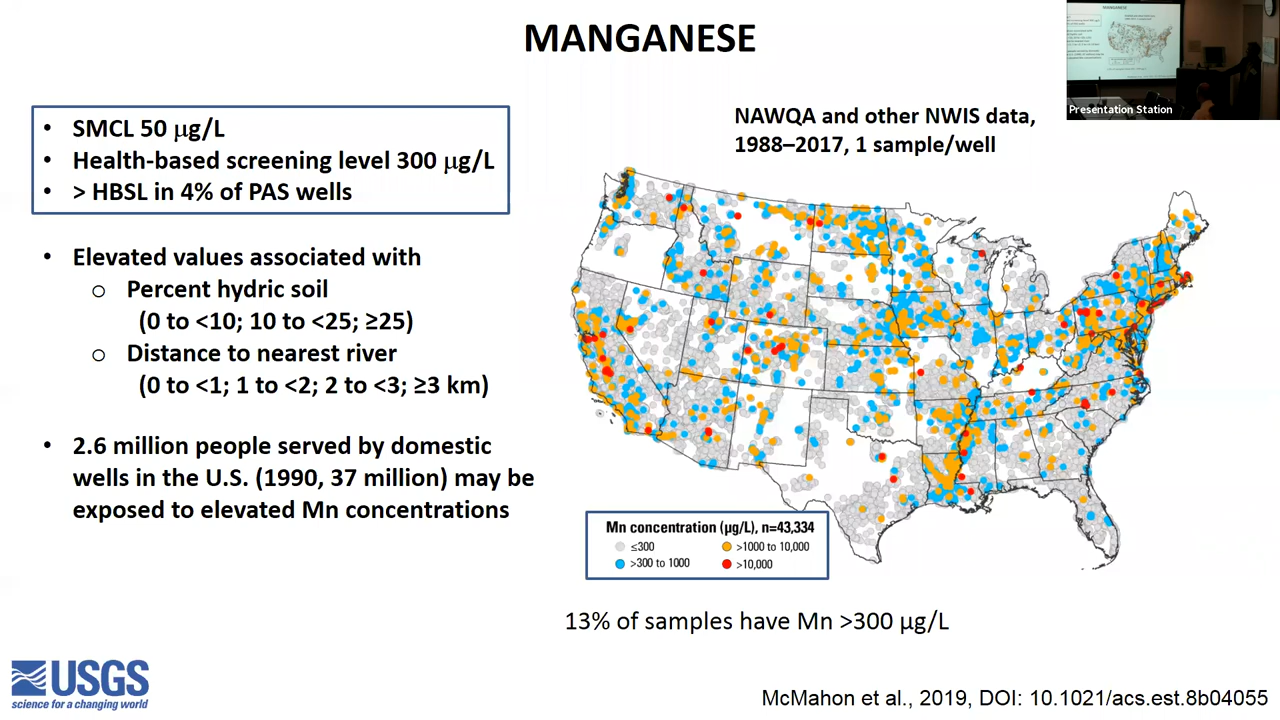 MANGANESE
Presentation Station
• SMCL 50 µg/L
• Health-based screening level 300 µg/L
• > HBSL in 4% of PAS wells
• Elevated values associated with
o Percent hydric soil
(0 to <10; 10 to <25; ≥25)
o Distance to nearest river
(0 to <1; 1 to <2; 2 to <3; ≥3 km)
• 2.6 million people served by domestic
wells in the U.S. (1990, 37 million) may be
exposed to elevated Mn concentrations
NAWQA and other NWIS data,
1988–2017, 1 sample/well
Mn concentration (µg/L), n=43,334
≤300
>1000 to 10,000
>300 to 1000
>10,000
13% of samples have Mn >300 µg/L
USGS
science for a changing world
McMahon et al., 2019, DOI: 10.1021/acs.est.8b04055